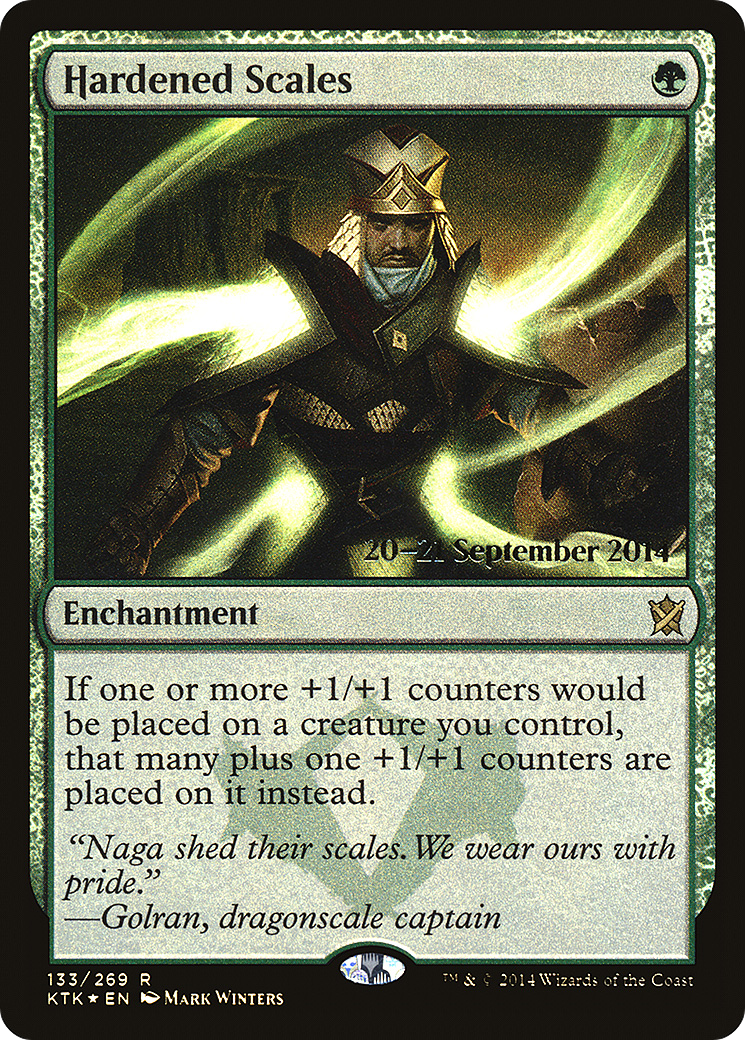 Hardened Scales
20–21 September 2014
Enchantment
If one or more +1/+1 counters would
be placed on a creature you control,
that many plus one +1/+1 counters are
placed on it instead.
“Naga shed their scales. We wear ours with
pride.”
—Golran, dragonscale captain
133/269 R
KTK ★ EN Mark Winters
™ & © 2014 Wizards of the Coast